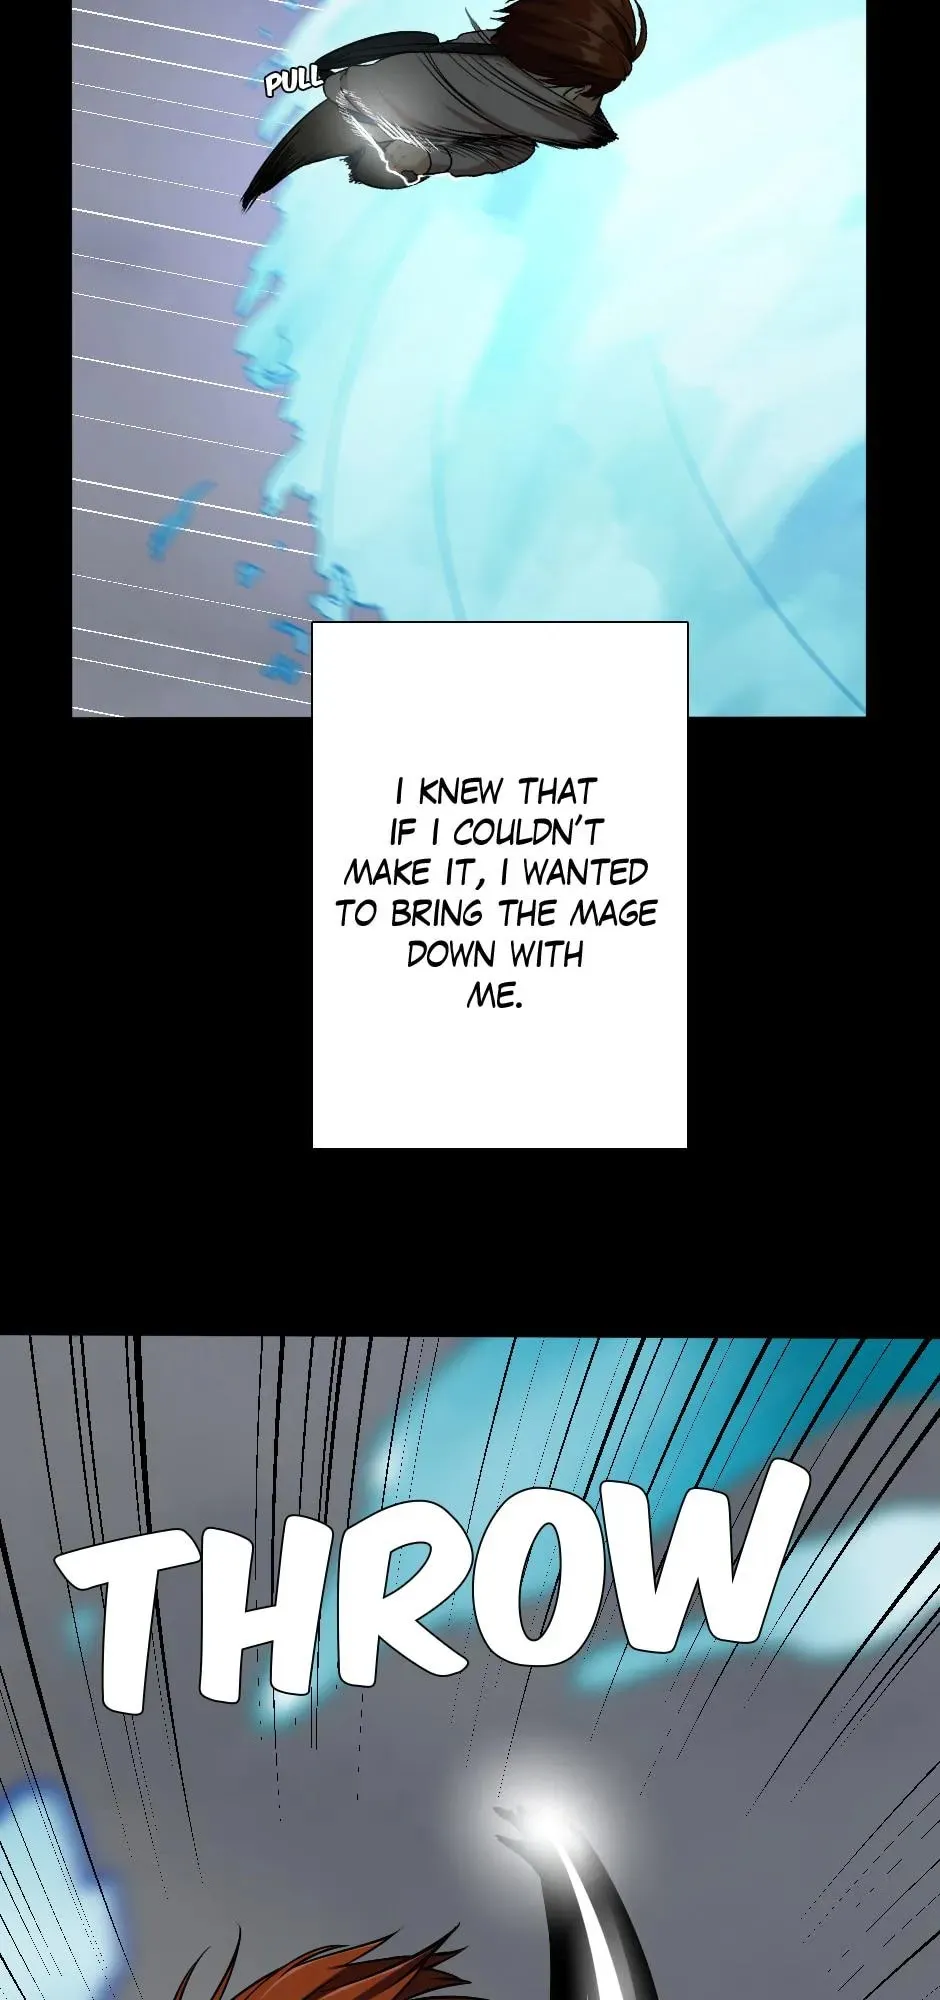 PULL
I KNEW THAT
IF I COULDN'T
MAKE IT, I WANTED
TO BRING THE MAGE
DOWN WITH
ME.
THROW